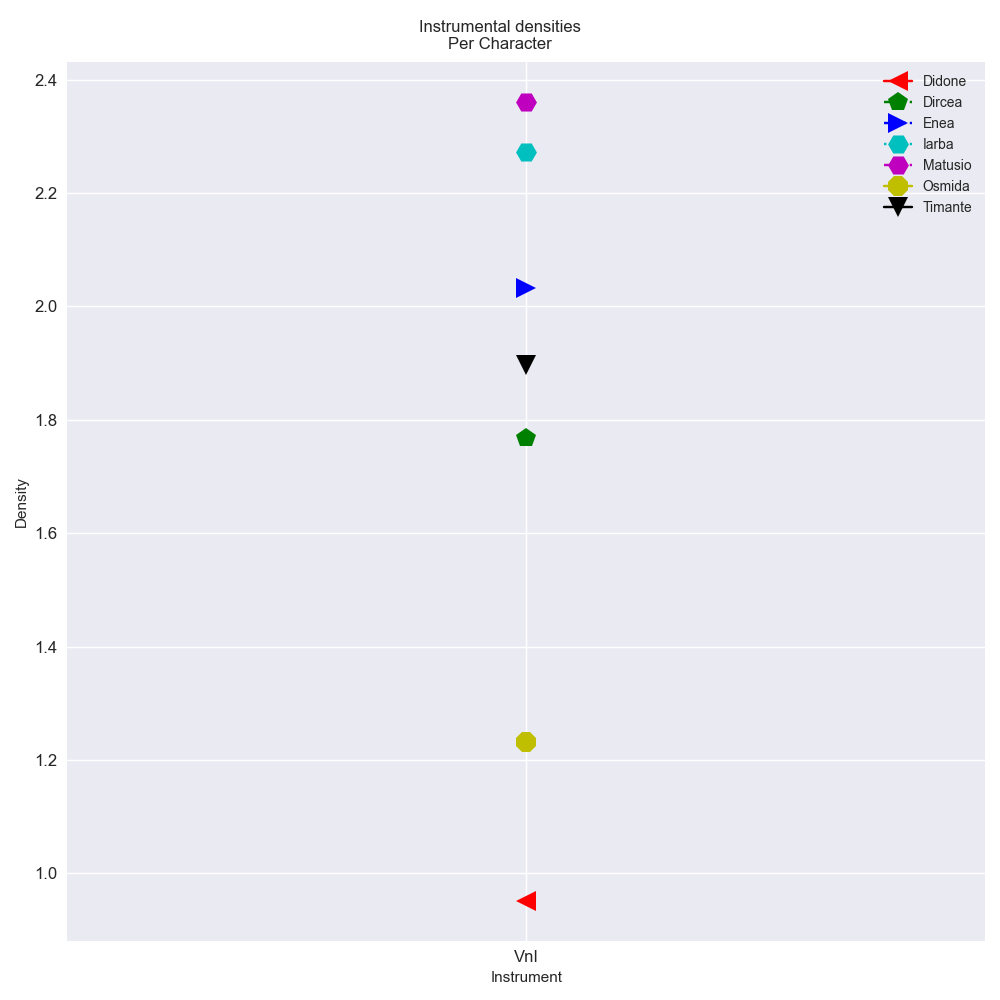 Instrumental densities
Per Character
Didone
Dircea
Enea
Iarba
Matusio
Osmida
Timante
2.4
2.2
2.0
1.8
1.6
1.4
1.2
1.0
Density
VnI
Instrument